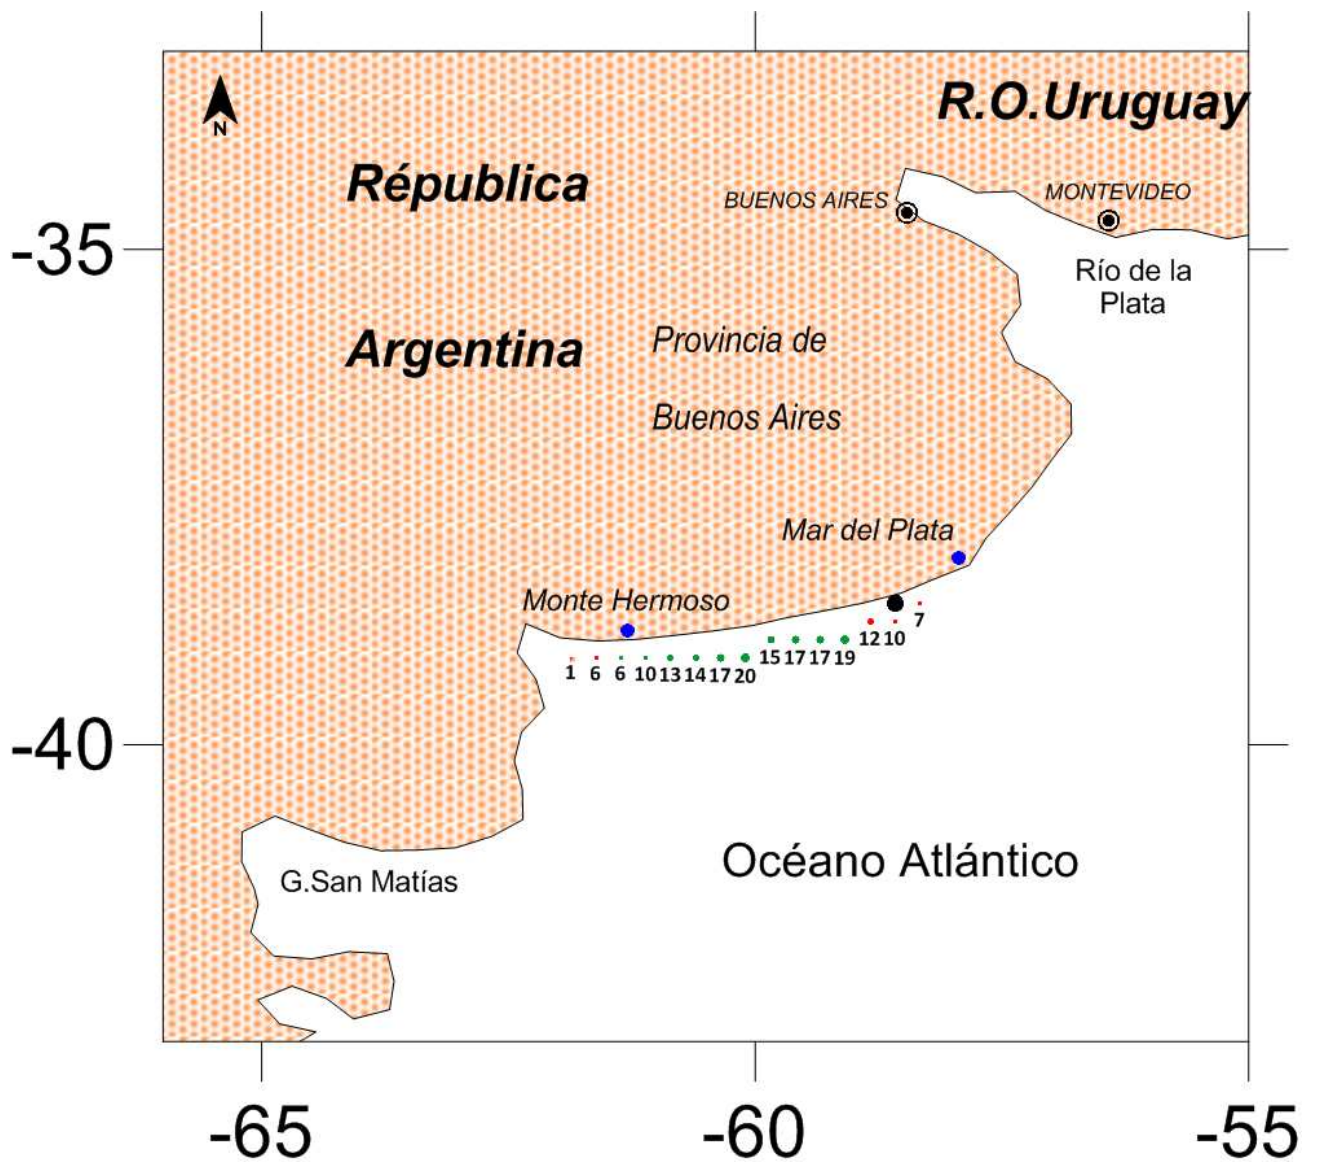 R.O.Uruguay
N
Républica
BUENOS AIRES
MONTEVIDEO
-35
Río de la
Plata
Argentina
Provincia de
Buenos Aires
Mar del Plata
Monte Hermoso
7
12 10
15 17 17 19
1 6 6 10 13 14 17 20
-40
Océano Atlántico
G.San Matías
-65
-60
-55